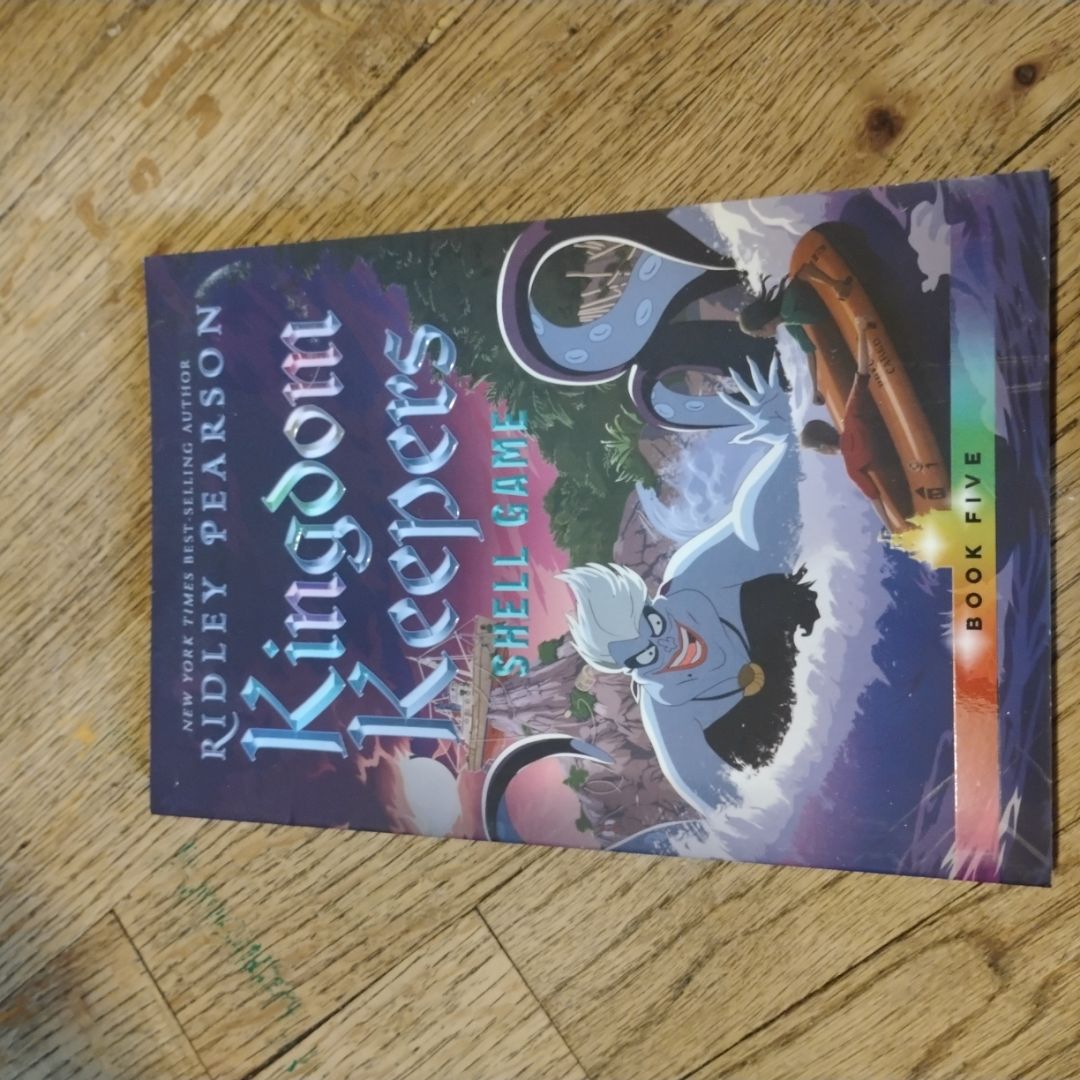 NEW YORK TIMES BEST-SELLING AUTHOR
RIDLEY PEARSON
Kingdom
Keepers
SHELL GAME
BOOK FIVE